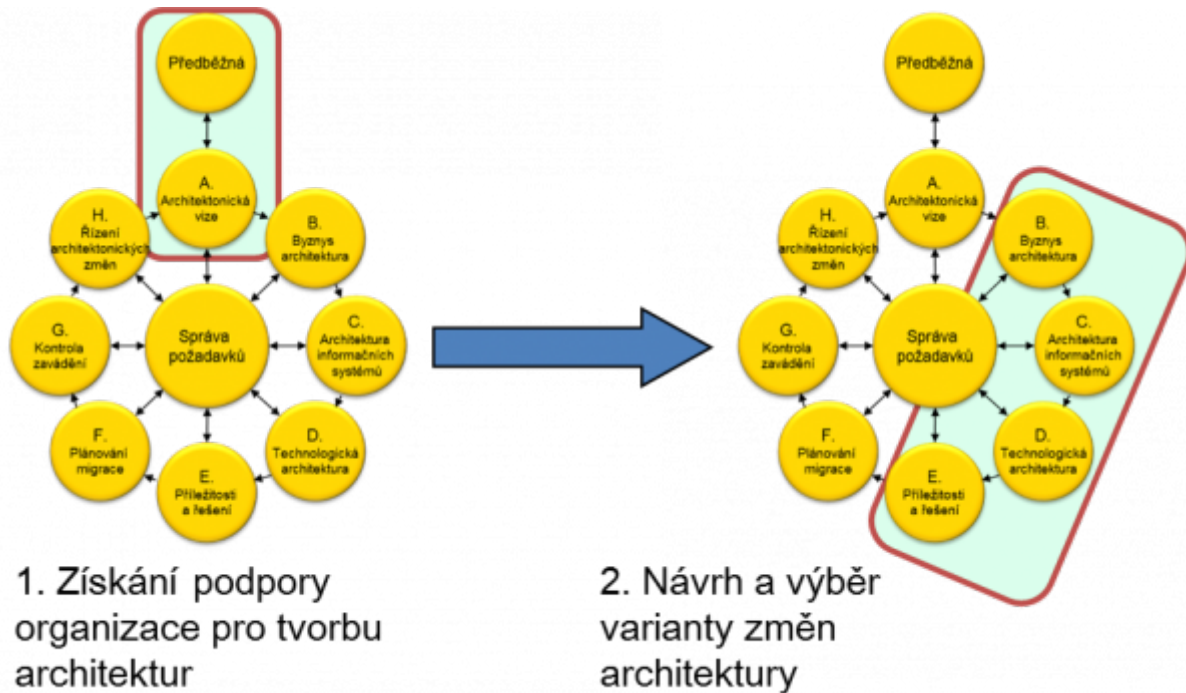 Předběžná
A.
Architektonická
vize
H.
Řízení
architektonických
změn
B.
Byznys
architektura
G.
Kontrola
zavádění
Správa
požadavků
C.
Architektura
informačních
systémů
F.
Plánování
migrace
D.
Technologická
architektura
E.
Příležitosti
a řešení
1. Získání podpory
organizace pro tvorbu
architektur
Předběžná
A.
Architektonická
vize
H.
Řízení
architektonických
změn
B.
Byznys
architektura
G.
Kontrola
zavádění
Správa
požadavků
C.
Architektura
informačních
systémů
F.
Plánování
migrace
D.
Technologická
architektura
E.
Příležitosti
a řešení
2. Návrh a výběr
varianty změn
architektury